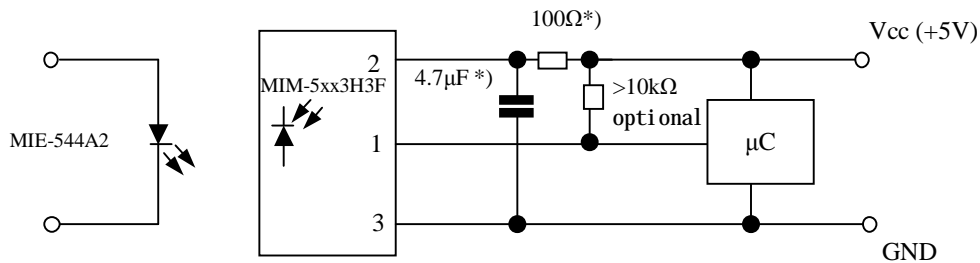 100Ω*)
Vcc (+5V)
2
4.7μF *)
MIM-5xx3H3F
>10kΩ
optional
MIE-544A2
1
μC
3
GND